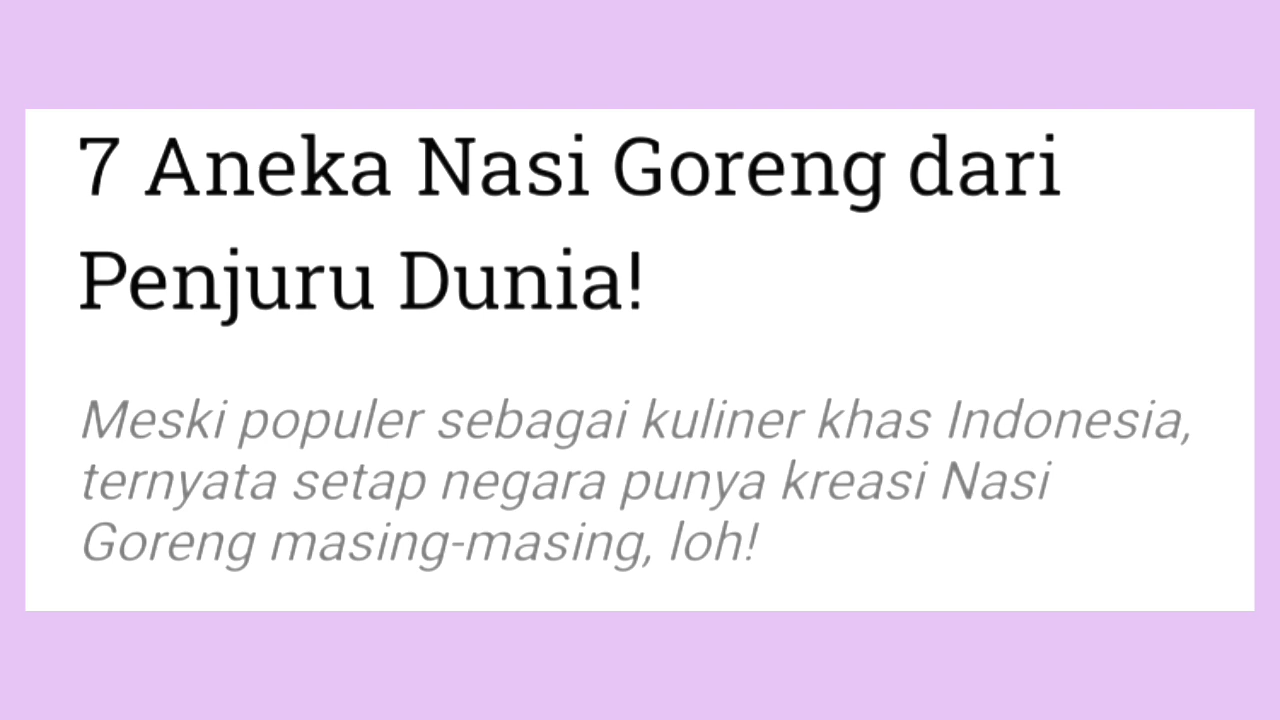 7 Aneka Nasi Goreng dari
Penjuru Dunia!
Meski populer sebagai kuliner khas Indonesia,
ternyata setap negara punya kreasi Nasi
Goreng masing-masing, loh!